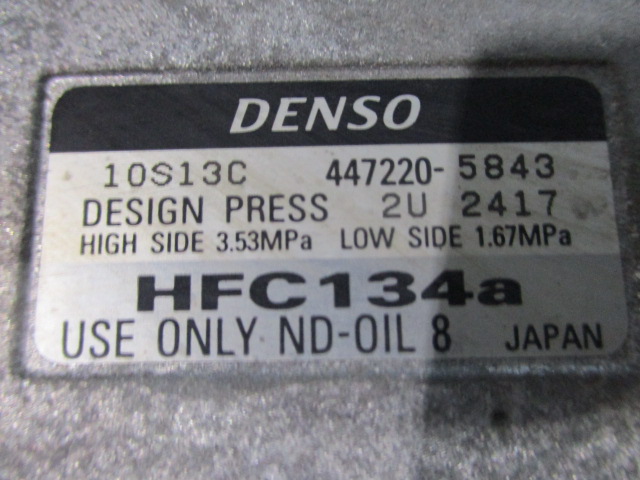 DENSO
10S13C 447220-5843
DESIGN PRESS 2U 2417
HIGH SIDE 3.53MPa LOW SIDE 1.67MPa
HFC134a
USE ONLY ND-OIL 8 JAPAN